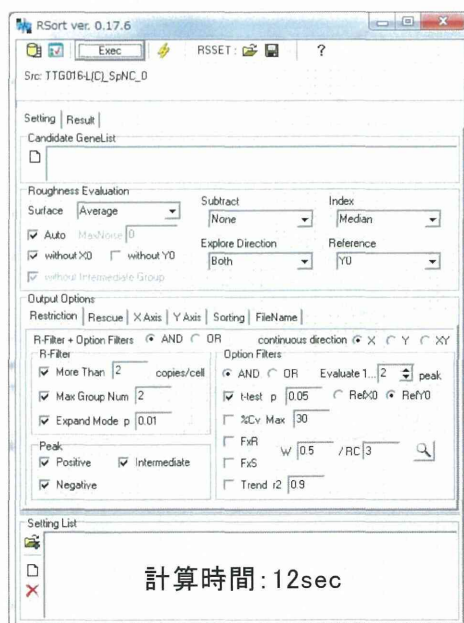 RSort ver. 0.17.6
Exec
RSSET :
?
Src: TTG016-L(C)_SpNC_0
Setting
Result
Candidate GeneList
Roughness Evaluation
Surface Average
Subtract
None
Index
Median
Auto MaxNoise 0
without X0 without Y0
Explore Direction
Both
Reference
Y0
without Intermediate Group
Output Options
Restriction Rescue X Axis Y Axis Sorting FileName
R-Filter + Option Filters AND OR continuous direction X Y XY
R-Filter
More Than 2 copies/cell
Max Group Num 2
Expand Mode p 0.01
Peak
Positive Intermediate
Negative
Option Filters
AND OR Evaluate 1... 2 peak
t-test p 0.05 RefX0 RefY0
%Cv Max 30
FxR
FxS
W 0.5 / RC 3
Trend r2 0.9
Setting List
計算時間:12sec